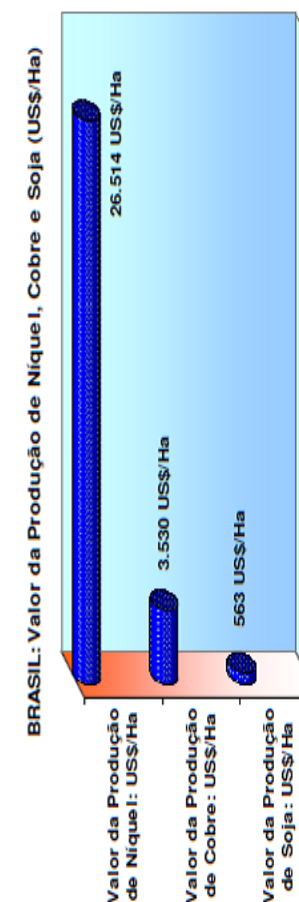 BRASIL: Valor da Produção de Níquel, Cobre e Soja (US$/Ha)
Valor da Produção
de Níquel: US$/Ha
26.514 US$/Ha
Valor da Produção
de Cobre: US$/Ha
3.530 US$/Ha
Valor da Produção
de Soja: US$/Ha
563 US$/Ha